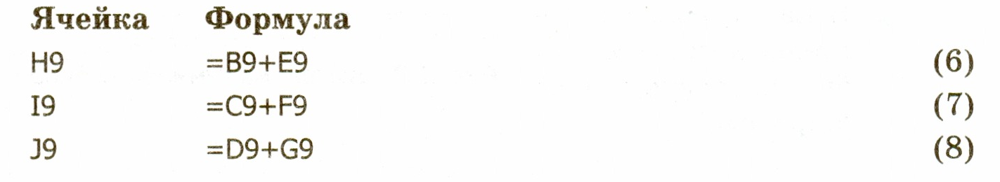 Ячейка Формула
H9 =B9+E9 (6)
I9 =C9+F9 (7)
J9 =D9+G9 (8)